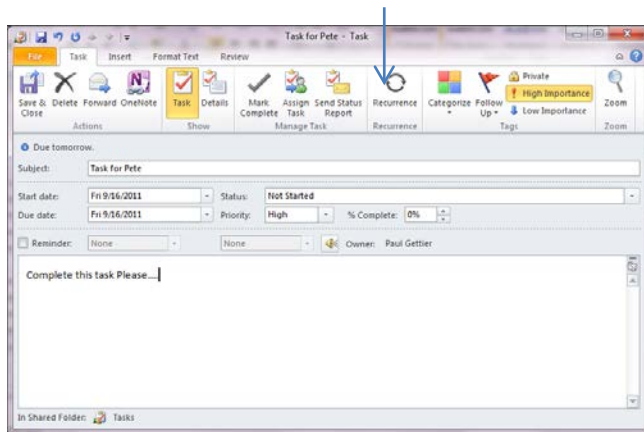 Task for Pete - Task
File Task Insert Format Text Review
Save & Close Delete Forward OneNote Task Details Mark Complete Assign Task Send Status Report Recurrence Categorize Follow Up Private High Importance Low Importance Zoom
Actions Show Manage Task Recurrence Tags Zoom
Due tomorrow.
Subject: Task for Pete
Start date: Fri 9/16/2011 Status: Not Started
Due date: Fri 9/16/2011 Priority: High % Complete: 0%
Reminder: None None Owner: Paul Gettier
Complete this task Please....
In Shared Folder: Tasks